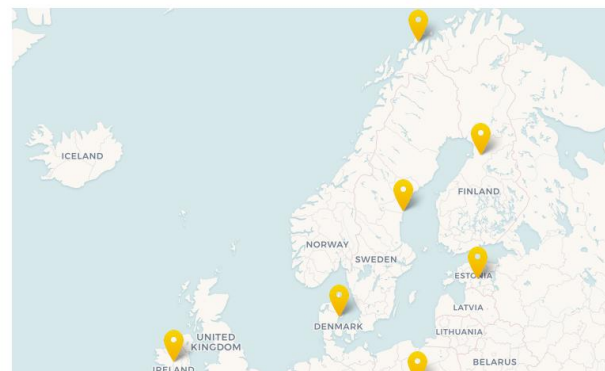 ICELAND
FINLAND
NORWAY
SWEDEN
ESTONIA
LATVIA
DENMARK
LITHUANIA
UNITED
KINGDOM
BELARUS
IRELAND